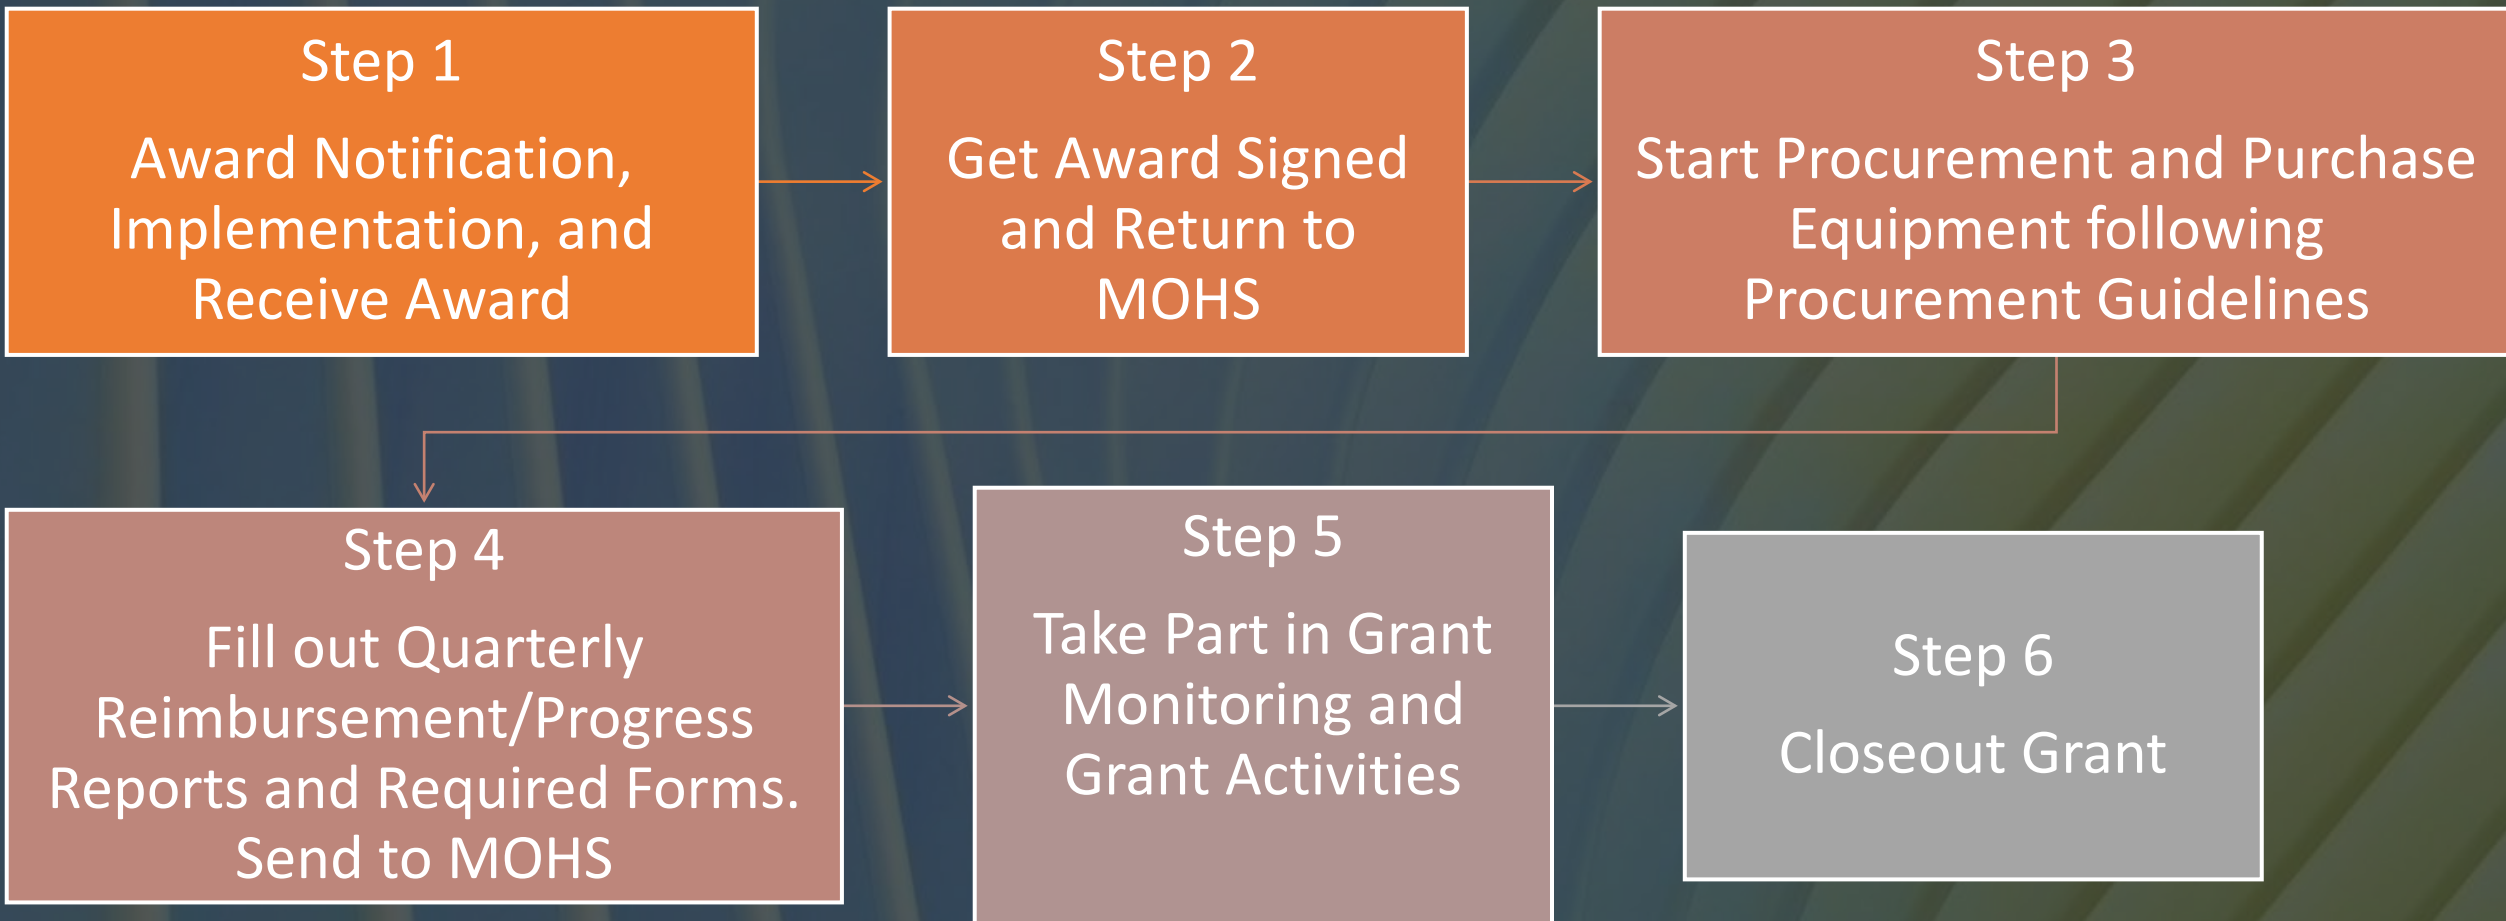 Step 1
Award Notification,
Implementation, and
Receive Award
Step 2
Get Award Signed
and Return to
MOHS
Step 3
Start Procurement and Purchase
Equipment following
Procurement Guidelines
Step 4
Fill out Quarterly
Reimbursement/Progress
Reports and Required Forms.
Send to MOHS
Step 5
Take Part in Grant
Monitoring and
Grant Activities
Step 6
Closeout Grant